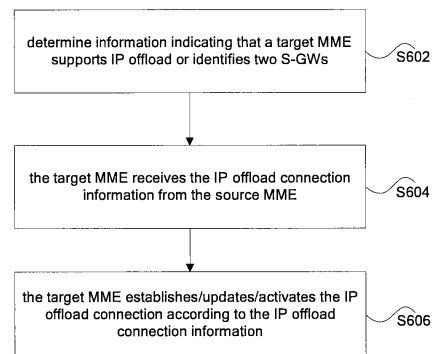 determine information indicating that a target MME
supports IP offload or identifies two S-GWs
S602
the target MME receives the IP offload connection
information from the source MME
S604
the target MME establishes/updates/activates the IP
offload connection according to the IP offload
connection information
S606